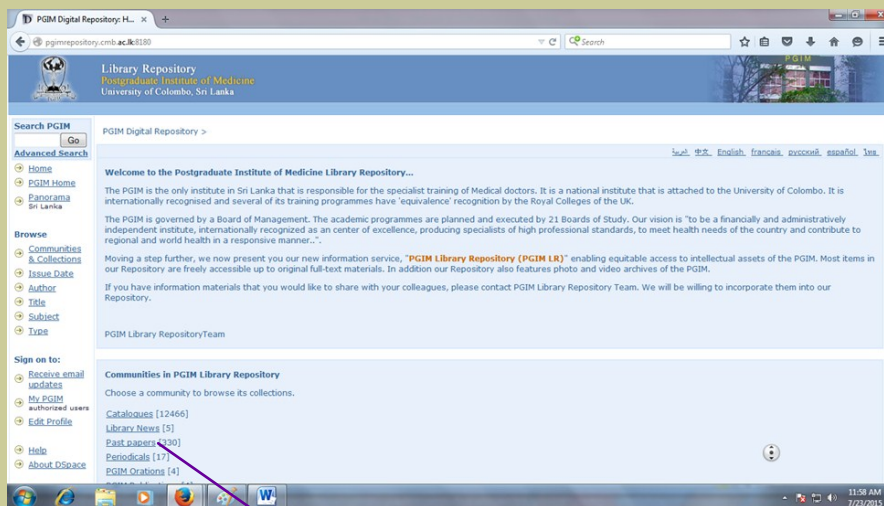 PGIM Digital Repository: H...
pgimrepository.cmb.ac.lk:8180
Search
Library Repository
Postgraduate Institute of Medicine
University of Colombo, Sri Lanka
PGIM
Search PGIM
Go
Advanced Search
Home
PGIM Home
Panorama
Sri Lanka
Browse
Communities
& Collections
Issue Date
Author
Title
Subject
Type
Sign on to:
Receive email
updates
My PGIM
authorized users
Edit Profile
Help
About DSpace
PGIM Digital Repository >
中文 English français русский español ไทย
Welcome to the Postgraduate Institute of Medicine Library Repository...
The PGIM is the only institute in Sri Lanka that is responsible for the specialist training of Medical doctors. It is a national institute that is attached to the University of Colombo. It is
internationally recognised and several of its training programmes have 'equivalence' recognition by the Royal Colleges of the UK.
The PGIM is governed by a Board of Management. The academic programmes are planned and executed by 21 Boards of Study. Our vision is "to be a financially and administratively
independent institute, internationally recognized as an center of excellence, producing specialists of high professional standards, to meet health needs of the country and contribute to
regional and world health in a responsive manner..".
Moving a step further, we now present you our new information service, "PGIM Library Repository (PGIM LR)" enabling equitable access to intellectual assets of the PGIM. Most items in
our Repository are freely accessible up to original full-text materials. In addition our Repository also features photo and video archives of the PGIM.
If you have information materials that you would like to share with your colleagues, please contact PGIM Library Repository Team. We will be willing to incorporate them into our
Repository.
PGIM Library RepositoryTeam
Communities in PGIM Library Repository
Choose a community to browse its collections.
Catalogues [12466]
Library News [5]
Past papers [330]
Periodicals [17]
PGIM Orations [4]
11:58 AM
7/23/2015